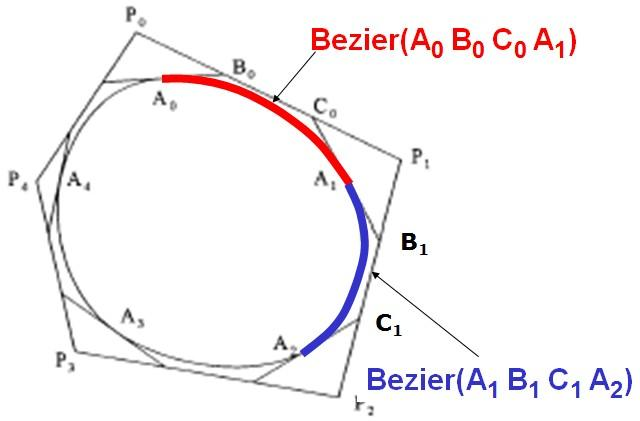 P₀
Bezier(A₀ B₀ C₀ A₁)
B₀
A₀
C₀
P₁
P₄
A₄
A₁
B₁
A₃
C₁
A₂
P₃
Bezier(A₁ B₁ C₁ A₂)
P₂